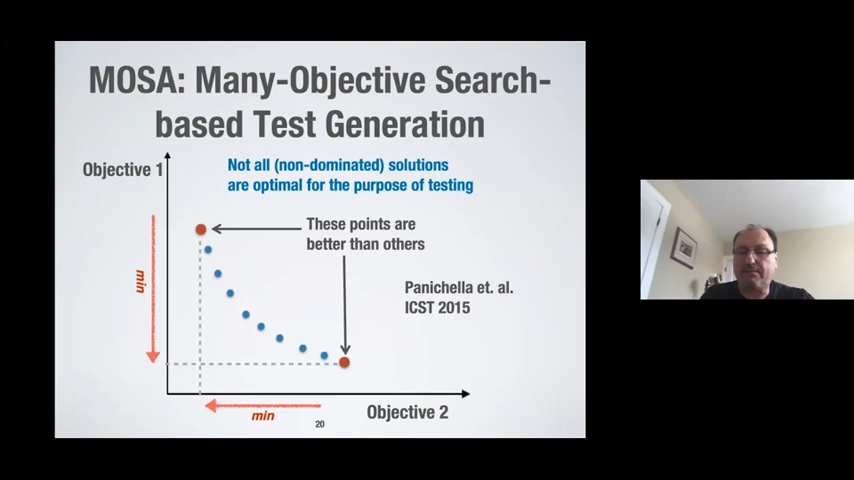 MOSA: Many-Objective Search-
based Test Generation
Objective 1
Not all (non-dominated) solutions
are optimal for the purpose of testing
These points are
better than others
min
Panichella et. al.
ICST 2015
min
Objective 2
20